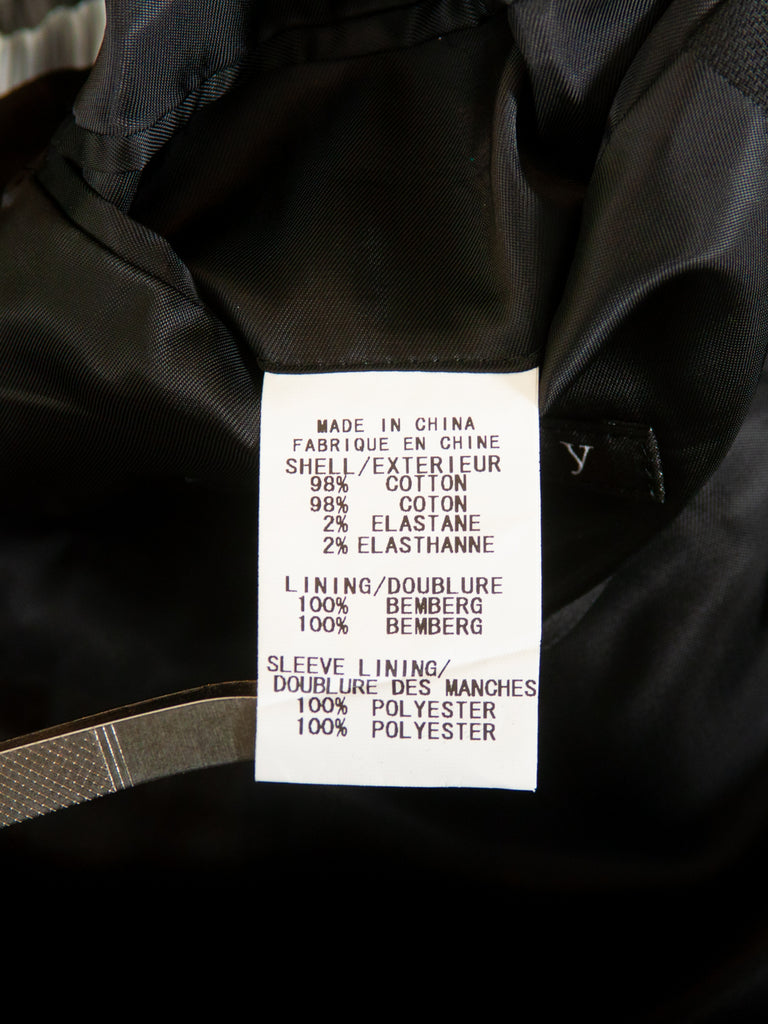 MADE IN CHINA
FABRIQUE EN CHINE
SHELL/EXTERIEUR
98% COTTON
98% COTON
2% ELASTANE
2% ELASTHANNE
LINING/DOUBLURE
100% BEMBERG
100% BEMBERG
SLEEVE LINING/
DOUBLURE DES MANCHES
100% POLYESTER
100% POLYESTER
y